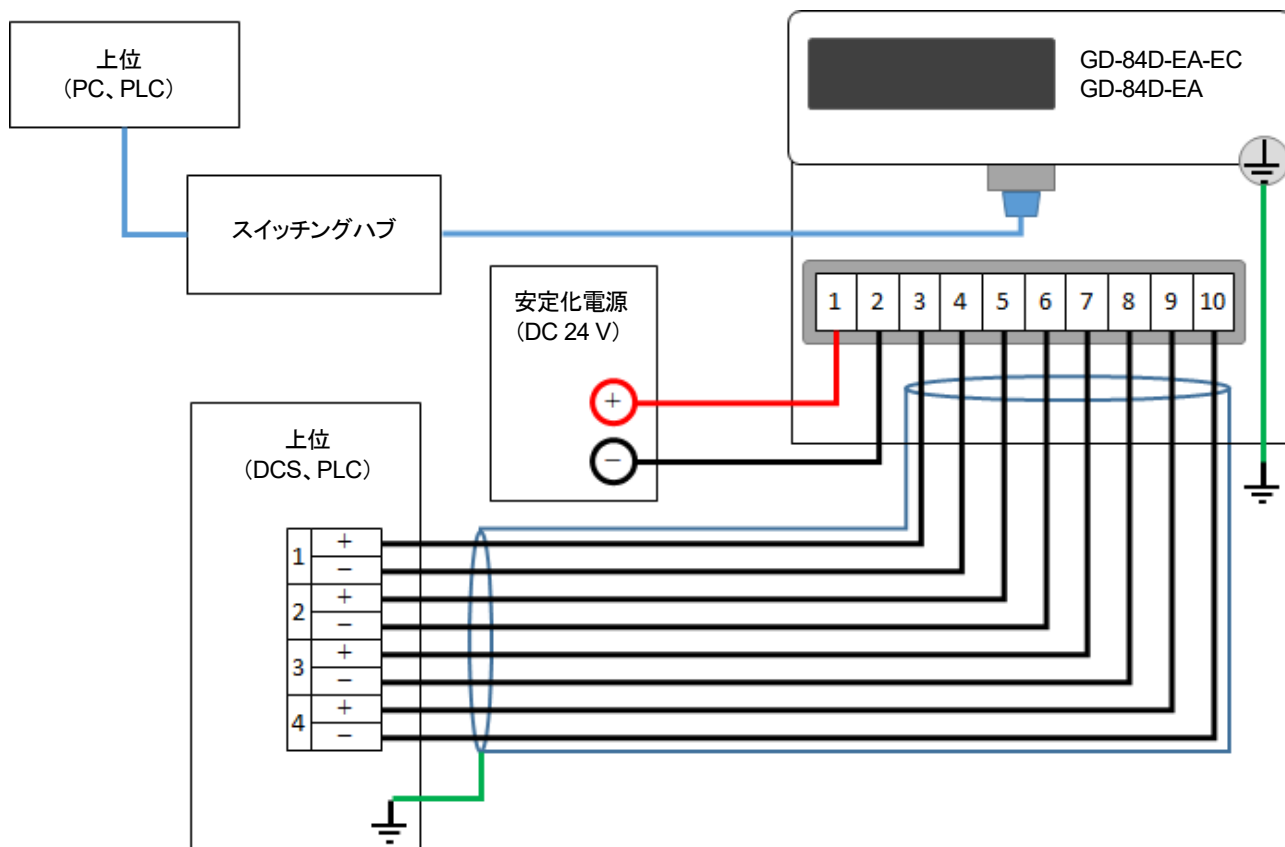 上位
（PC、PLC）
GD-84D-EA-EC
GD-84D-EA
スイッチングハブ
安定化電源
（DC 24 V）
+
−
1 2 3 4 5 6 7 8 9 10
上位
（DCS、PLC）
1 +
−
2 +
−
3 +
−
4 +
−